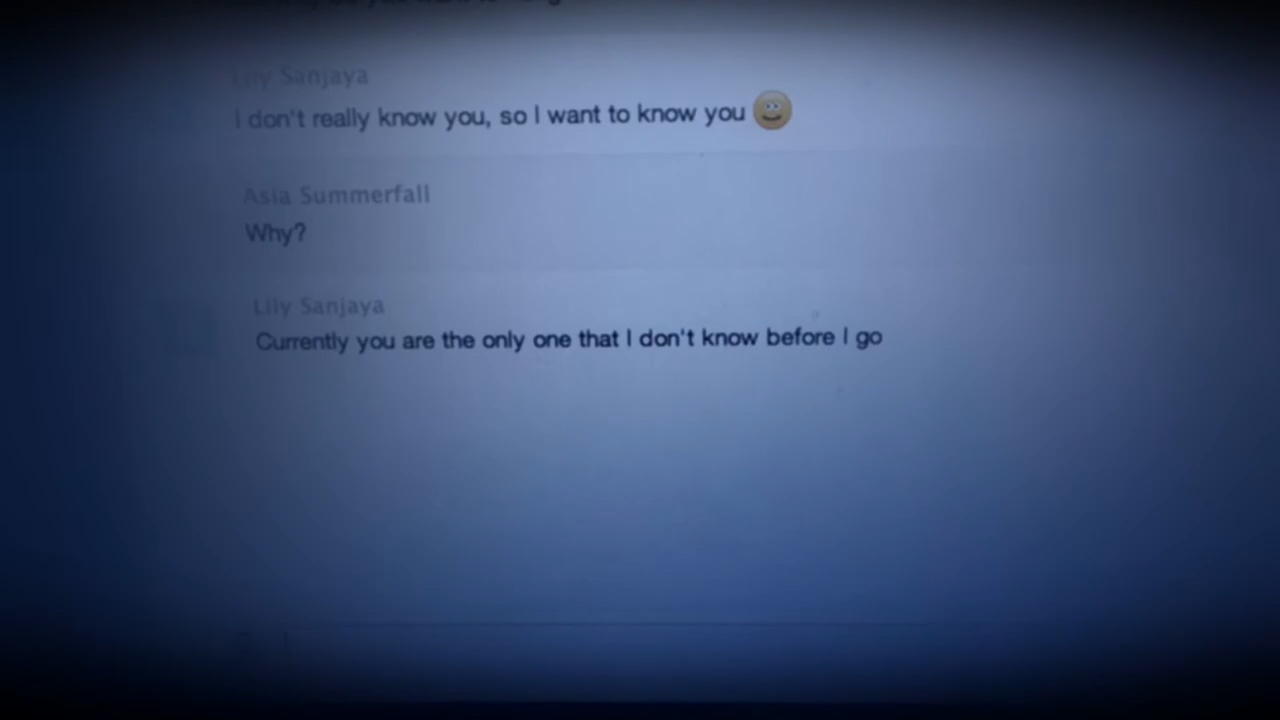 Lily Sanjaya
I don't really know you, so I want to know you
Asia Summerfall
Why?
Lily Sanjaya
Currently you are the only one that I don't know before I go